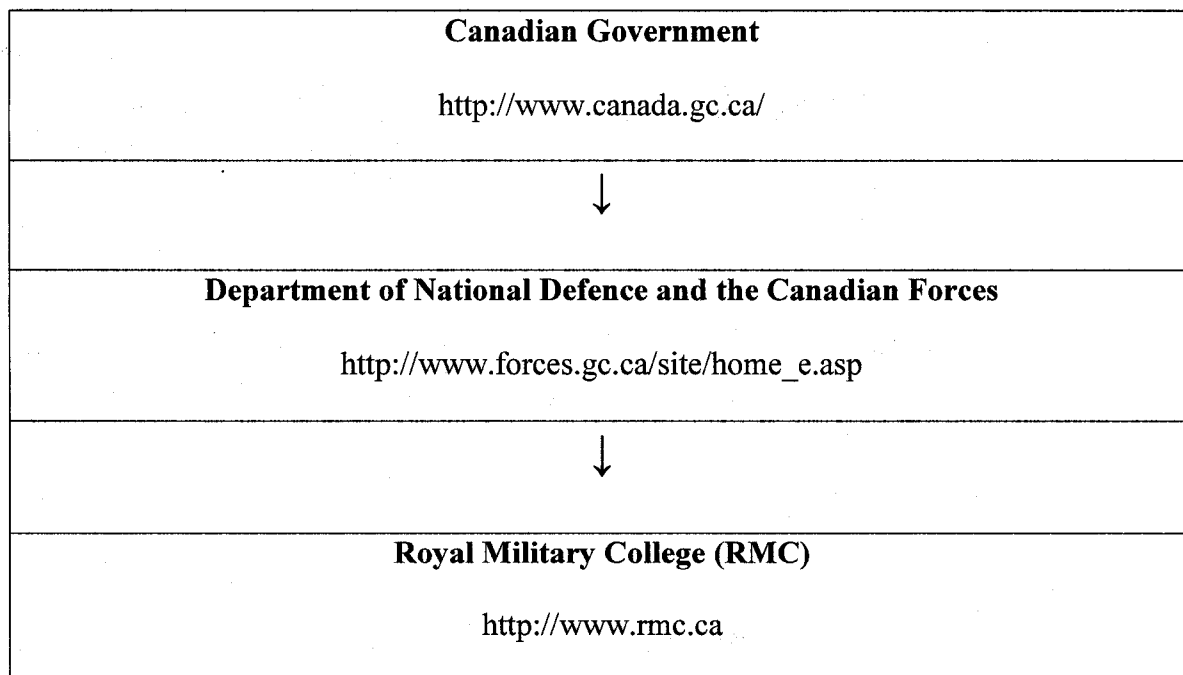 Canadian Government
http://www.canada.gc.ca/
↓
Department of National Defence and the Canadian Forces
http://www.forces.gc.ca/site/home_e.asp
↓
Royal Military College (RMC)
http://www.rmc.ca